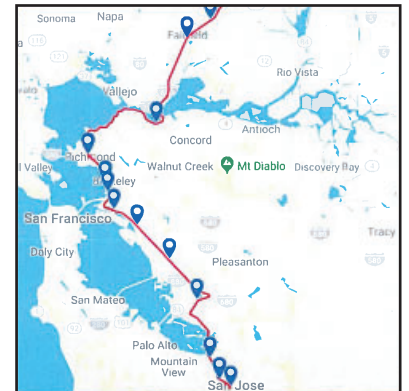 Sonoma
Napa
Fairfield
Rio Vista
Vallejo
Antioch
Concord
Richmond
l Valley
Walnut Creek
Mt Diablo
Discovery Bay
Berkeley
San Francisco
Daly City
Tracy
Pleasanton
San Mateo
Palo Alto
Mountain
View
San Jose